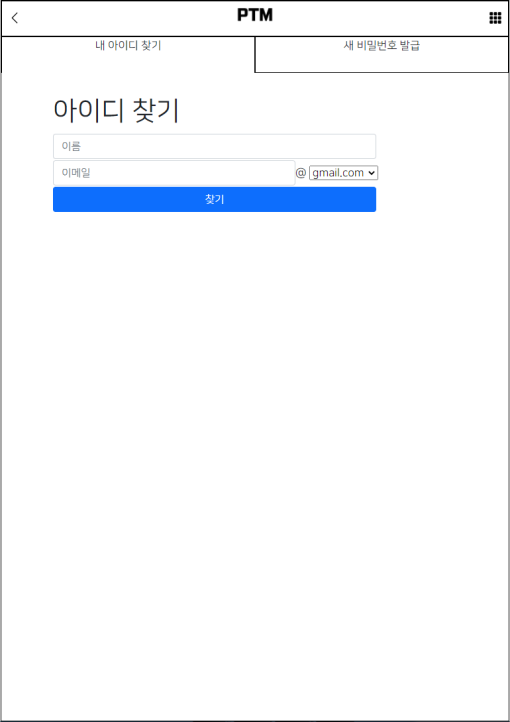 PTM
내 아이디 찾기
새 비밀번호 발급
아이디 찾기
이름
이메일 @ gmail.com
찾기